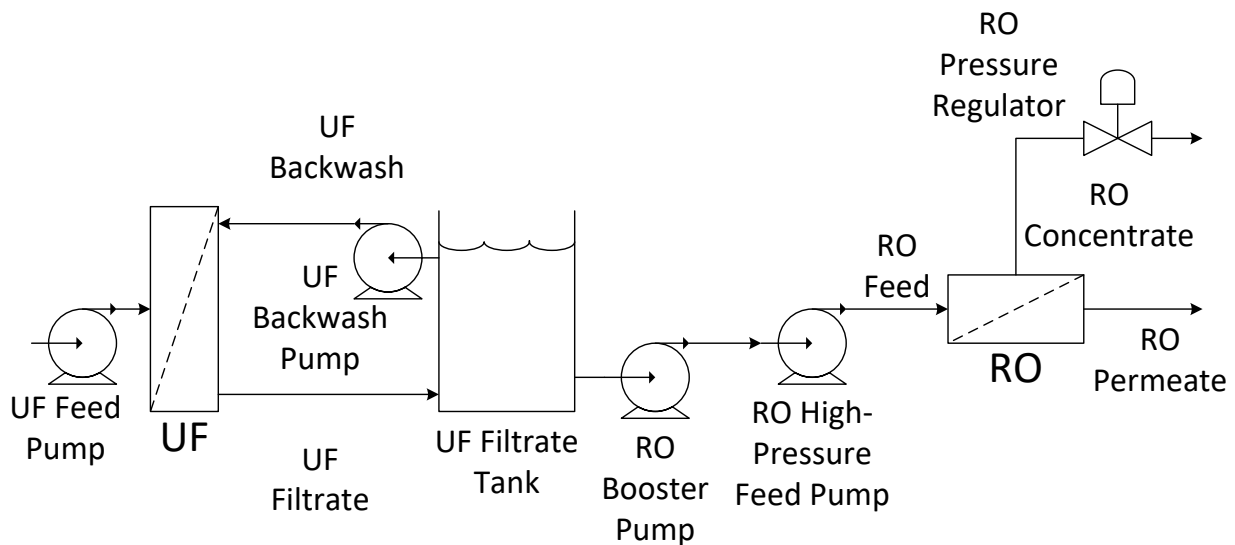 RO
Pressure
Regulator
UF
Backwash
RO
Concentrate
RO
Feed
UF
Backwash
Pump
RO
RO
Permeate
UF Feed
Pump
UF
UF
Filtrate
UF Filtrate
Tank
RO
Booster
Pump
RO High-
Pressure
Feed Pump